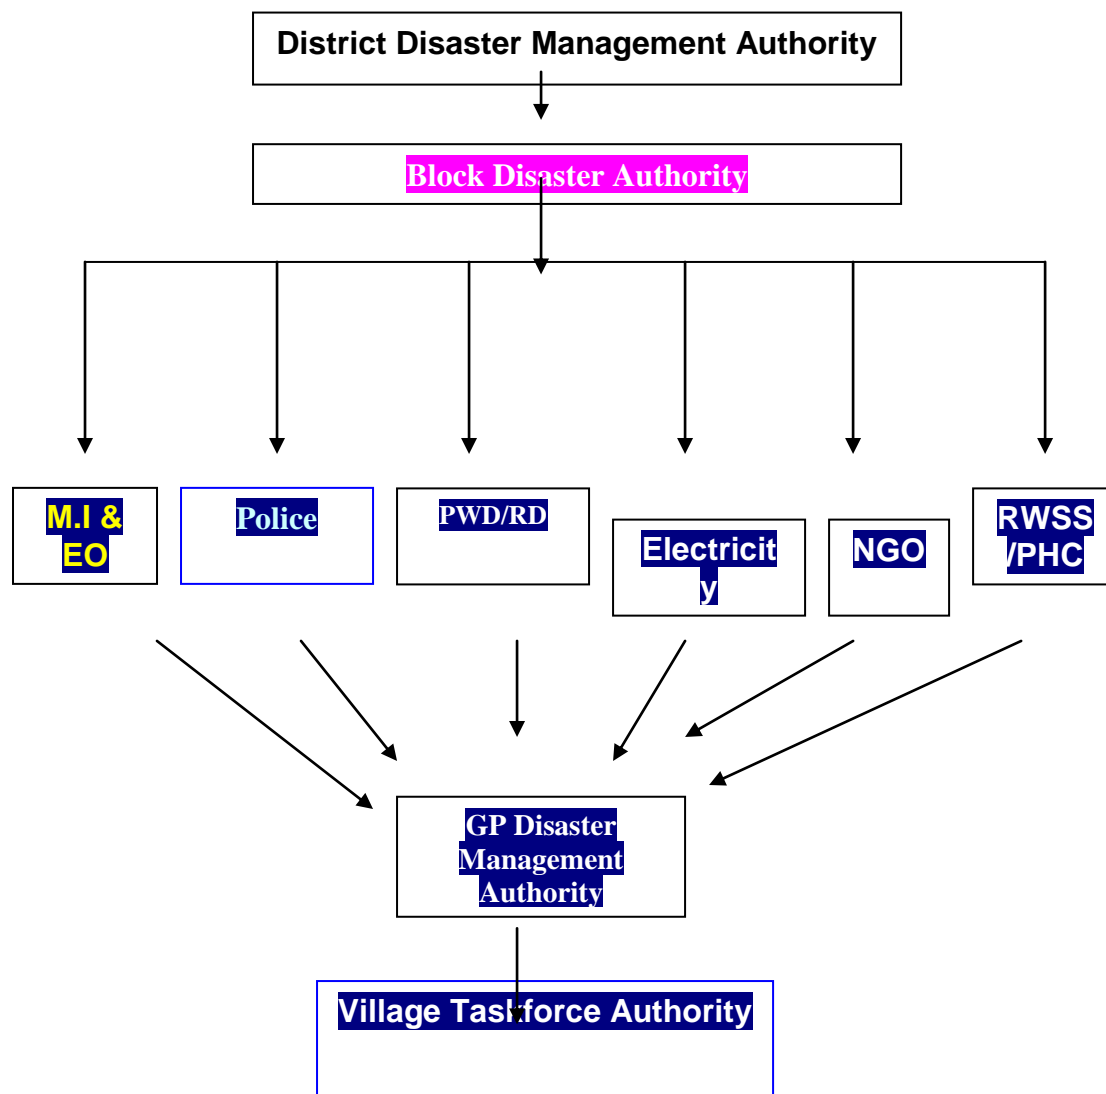 District Disaster Management Authority
Block Disaster Authority
M.I &
EO
Police
PWD/RD
Electricit
y
NGO
RWSS
/PHC
GP Disaster
Management
Authority
Village Taskforce Authority